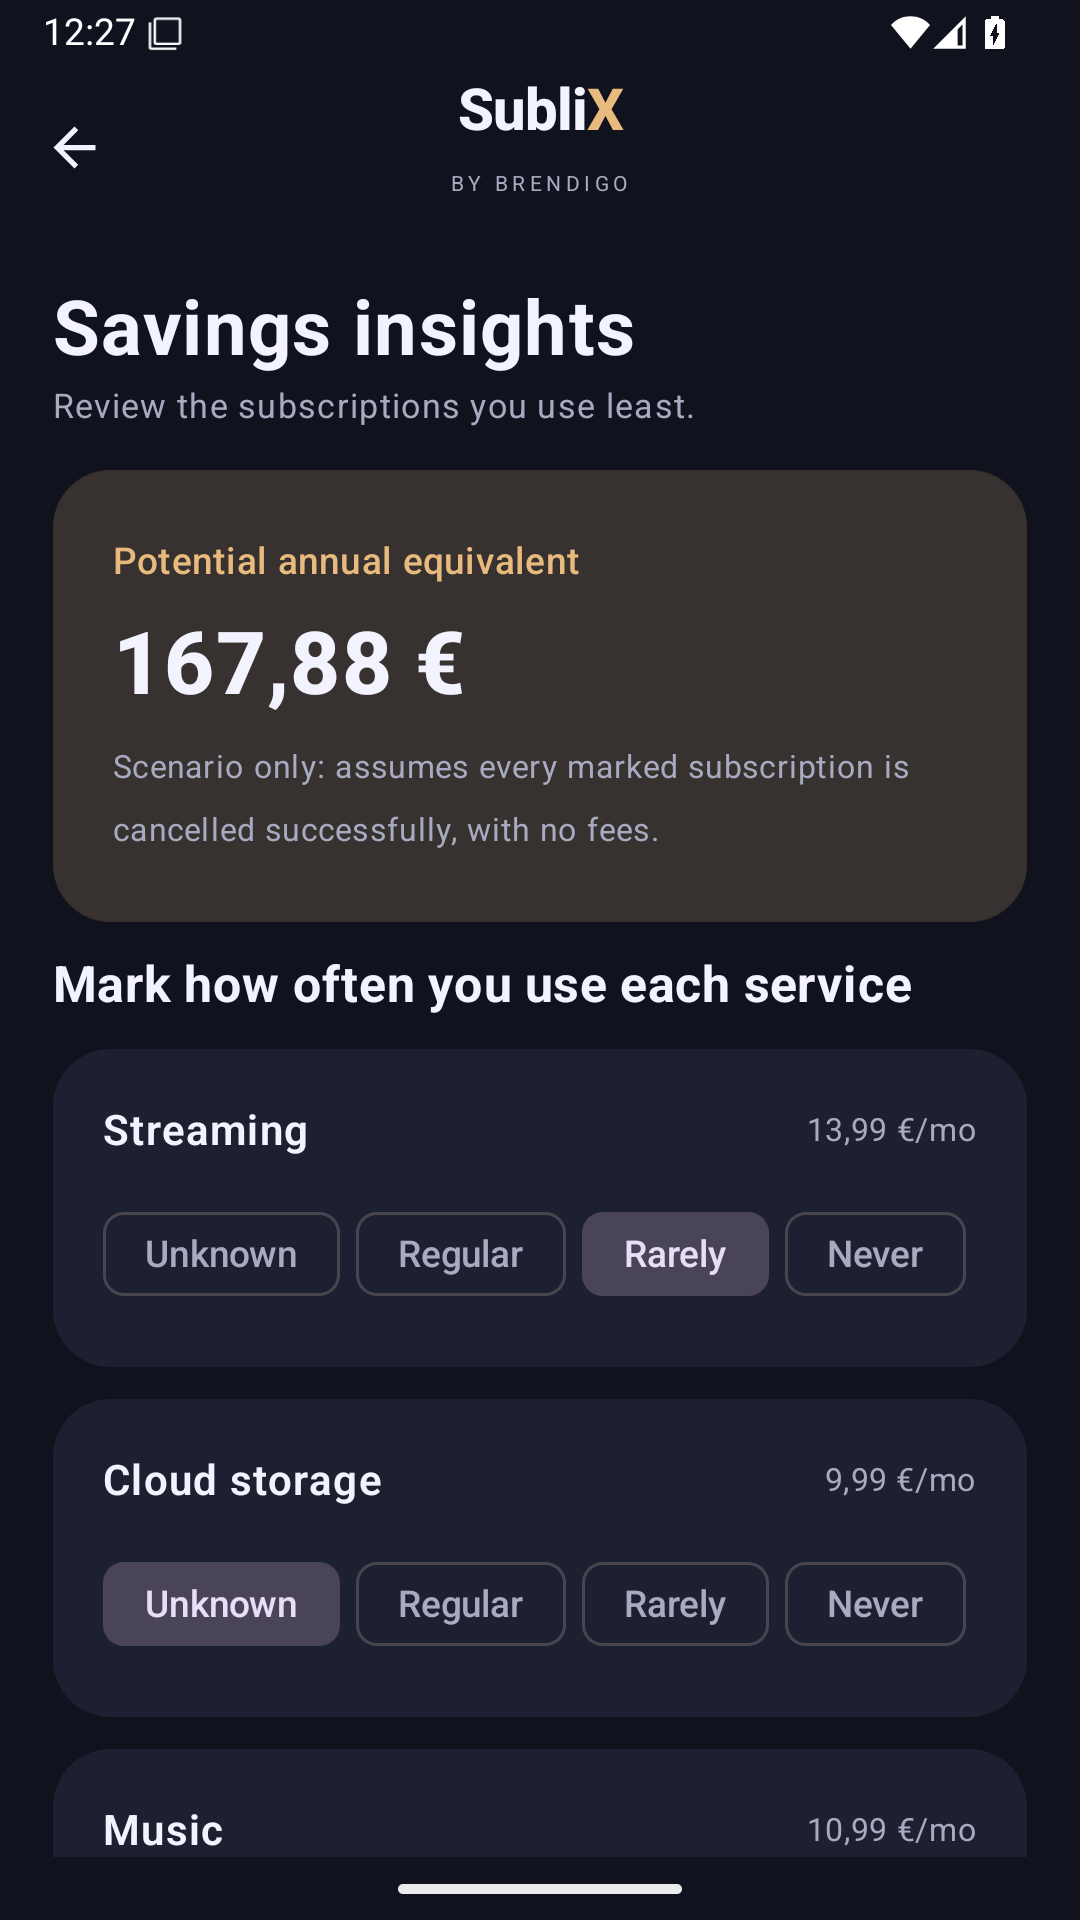 12:27
SubliX
BY BRENDIGO
Savings insights
Review the subscriptions you use least.
Potential annual equivalent
167,88 €
Scenario only: assumes every marked subscription is
cancelled successfully, with no fees.
Mark how often you use each service
Streaming 13,99 €/mo
Unknown Regular Rarely Never
Cloud storage 9,99 €/mo
Unknown Regular Rarely Never
Music 10,99 €/mo